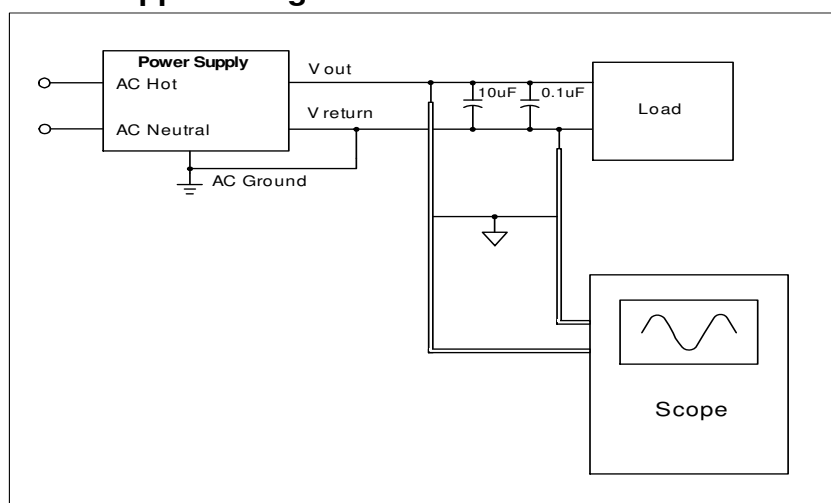 Power Supply
V out
AC Hot
10uF
0.1uF
Load
V return
AC Neutral
AC Ground
Scope